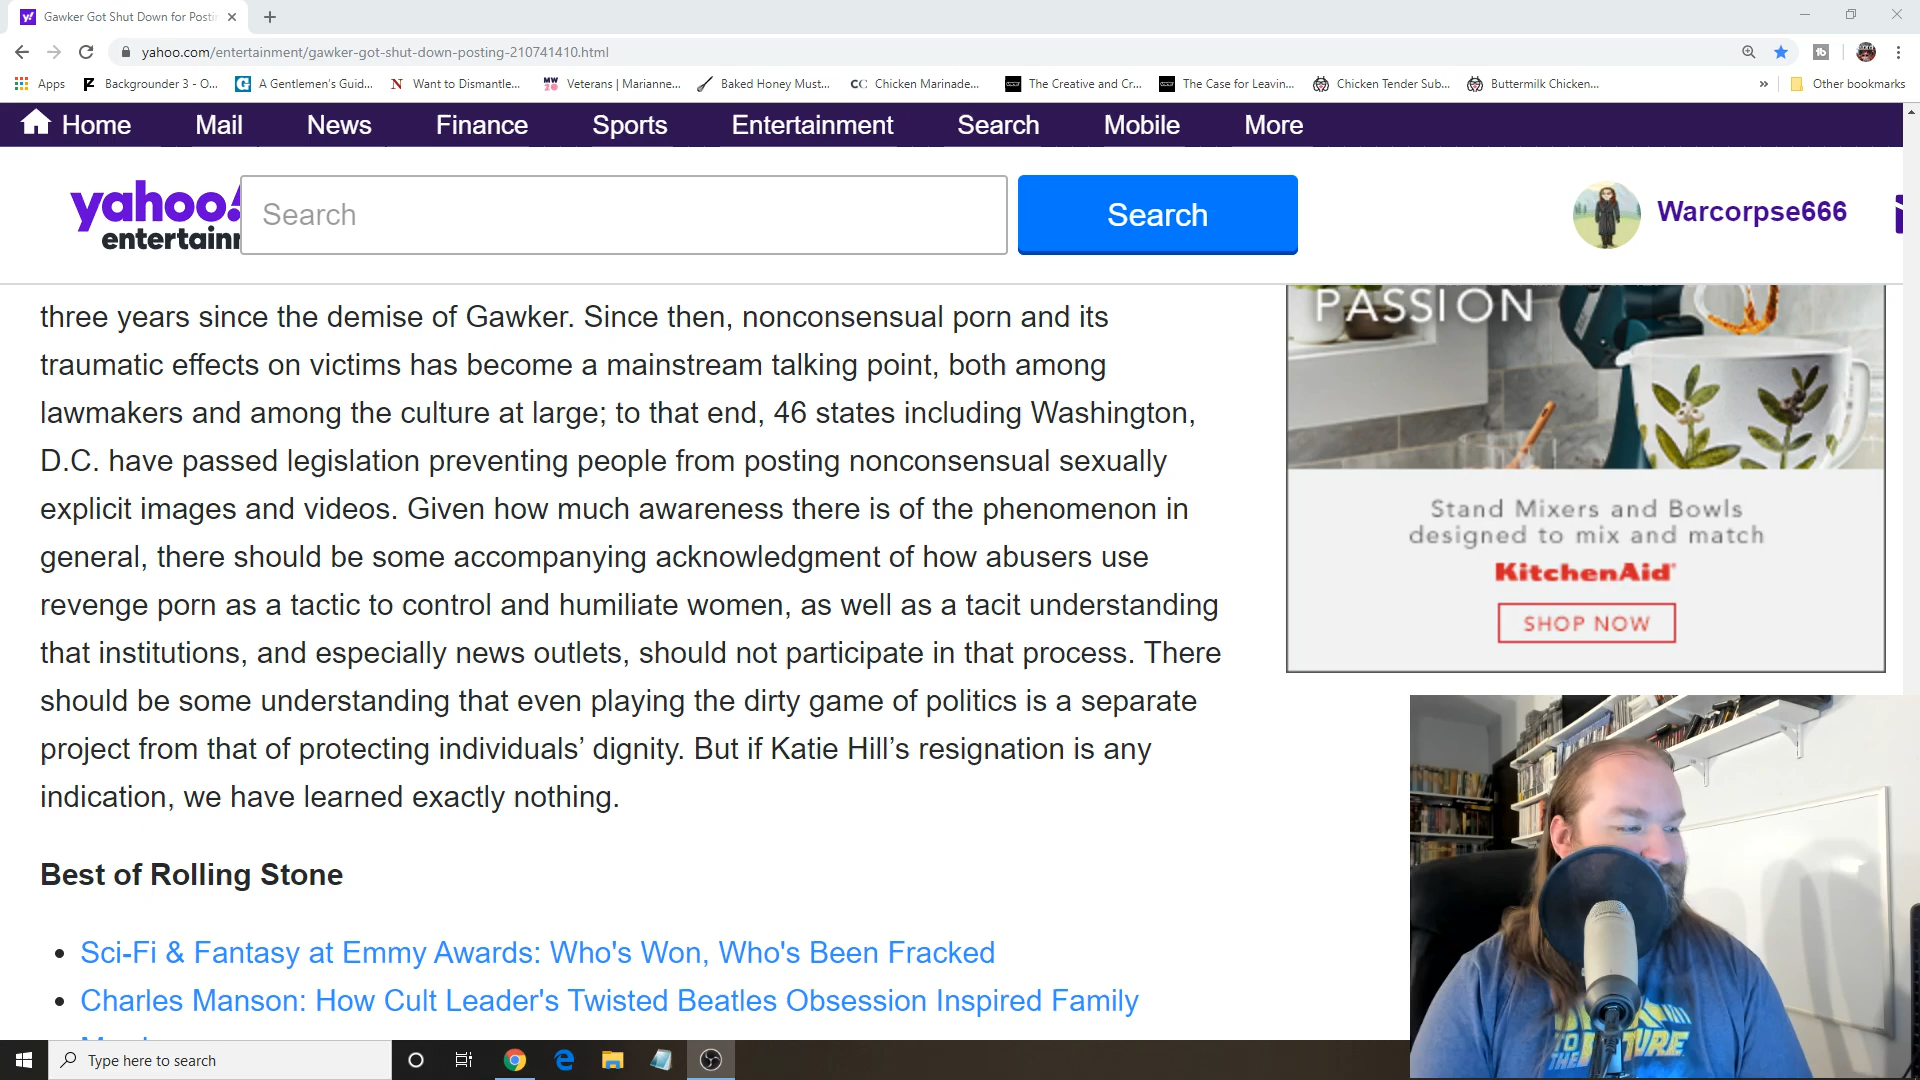 Gawker Got Shut Down for Posti
yahoo.com/entertainment/gawker-got-shut-down-posting-210741410.html
Apps Backgrounder 3 - O... A Gentlemen's Guid... Want to Dismantle... Veterans | Marianne... Baked Honey Must... Chicken Marinade... The Creative and Cr... The Case for Leavin... Chicken Tender Sub... Buttermilk Chicken... » Other bookmarks
Home Mail News Finance Sports Entertainment Search Mobile More
yahoo!
entertainm
Search
Search
Warcorpse666
three years since the demise of Gawker. Since then, nonconsensual porn and its
traumatic effects on victims has become a mainstream talking point, both among
lawmakers and among the culture at large; to that end, 46 states including Washington,
D.C. have passed legislation preventing people from posting nonconsensual sexually
explicit images and videos. Given how much awareness there is of the phenomenon in
general, there should be some accompanying acknowledgment of how abusers use
revenge porn as a tactic to control and humiliate women, as well as a tacit understanding
that institutions, and especially news outlets, should not participate in that process. There
should be some understanding that even playing the dirty game of politics is a separate
project from that of protecting individuals’ dignity. But if Katie Hill’s resignation is any
indication, we have learned exactly nothing.
Best of Rolling Stone
• Sci-Fi & Fantasy at Emmy Awards: Who's Won, Who's Been Fracked
• Charles Manson: How Cult Leader's Twisted Beatles Obsession Inspired Family
PASSION
Stand Mixers and Bowls
designed to mix and match
KitchenAid
SHOP NOW
TO
THE
TURE
Type here to search